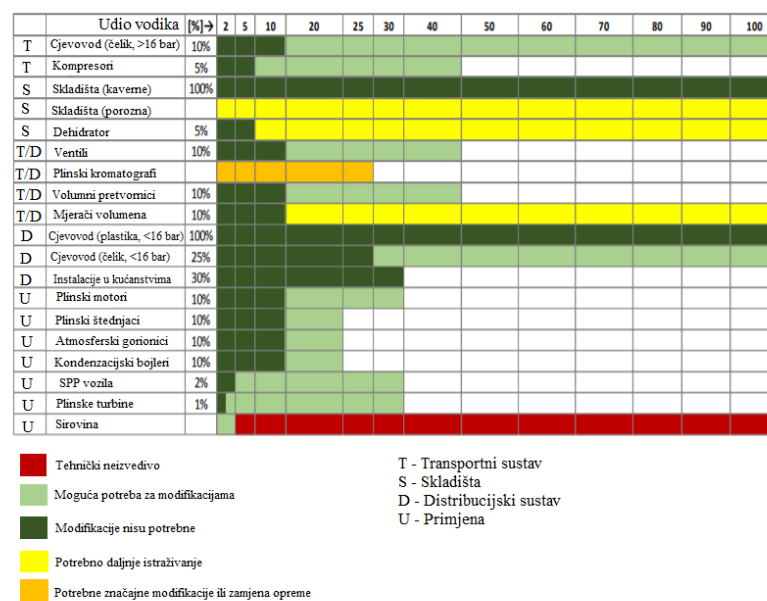 Udio vodika [%]→ 2 5 10 20 25 30 40 50 60 70 80 90 100
T Cjevovod (čelik, >16 bar) 10%
T Kompresori 5%
S Skladišta (kaverne) 100%
S Skladišta (porozna)
S Dehidrator 5%
T/D Ventili 10%
T/D Plinski kromatografi
T/D Volumni pretvornici 10%
T/D Mjerači volumena 10%
D Cjevovod (plastika, <16 bar) 100%
D Cjevovod (čelik, <16 bar) 25%
D Instalacije u kućanstvima 30%
U Plinski motori 10%
U Plinski štednjaci 10%
U Atmosferski gorionici 10%
U Kondenzacijski bojleri 10%
U SPP vozila 2%
U Plinske turbine 1%
U Sirovina
Tehnički neizvedivo
Moguća potreba za modifikacijama
Modifikacije nisu potrebne
Potrebno daljnje istraživanje
Potrebne značajne modifikacije ili zamjena opreme
T - Transportni sustav
S - Skladišta
D - Distribucijski sustav
U - Primjena